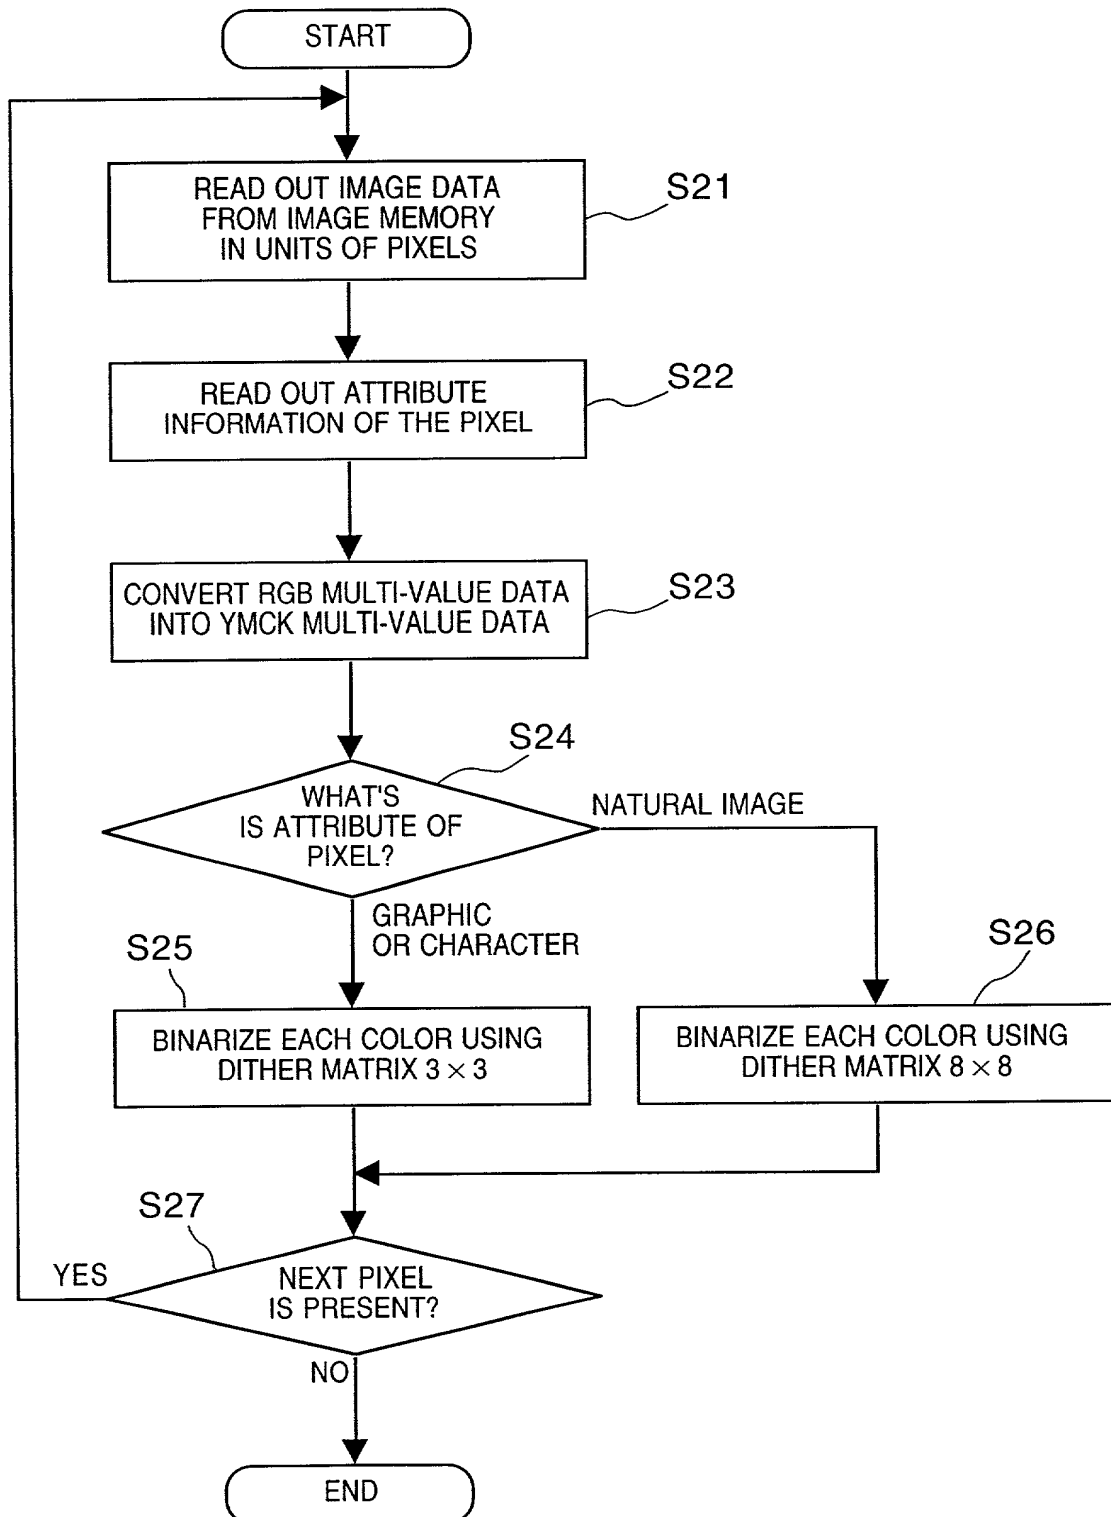 START
READ OUT IMAGE DATA
FROM IMAGE MEMORY
IN UNITS OF PIXELS
S21
READ OUT ATTRIBUTE
INFORMATION OF THE PIXEL
S22
CONVERT RGB MULTI-VALUE DATA
INTO YMCK MULTI-VALUE DATA
S23
S24
WHAT'S
IS ATTRIBUTE OF
PIXEL?
NATURAL IMAGE
GRAPHIC
OR CHARACTER
S25
BINARIZE EACH COLOR USING
DITHER MATRIX 3 × 3
S26
BINARIZE EACH COLOR USING
DITHER MATRIX 8 × 8
S27
NEXT PIXEL
IS PRESENT?
YES
NO
END